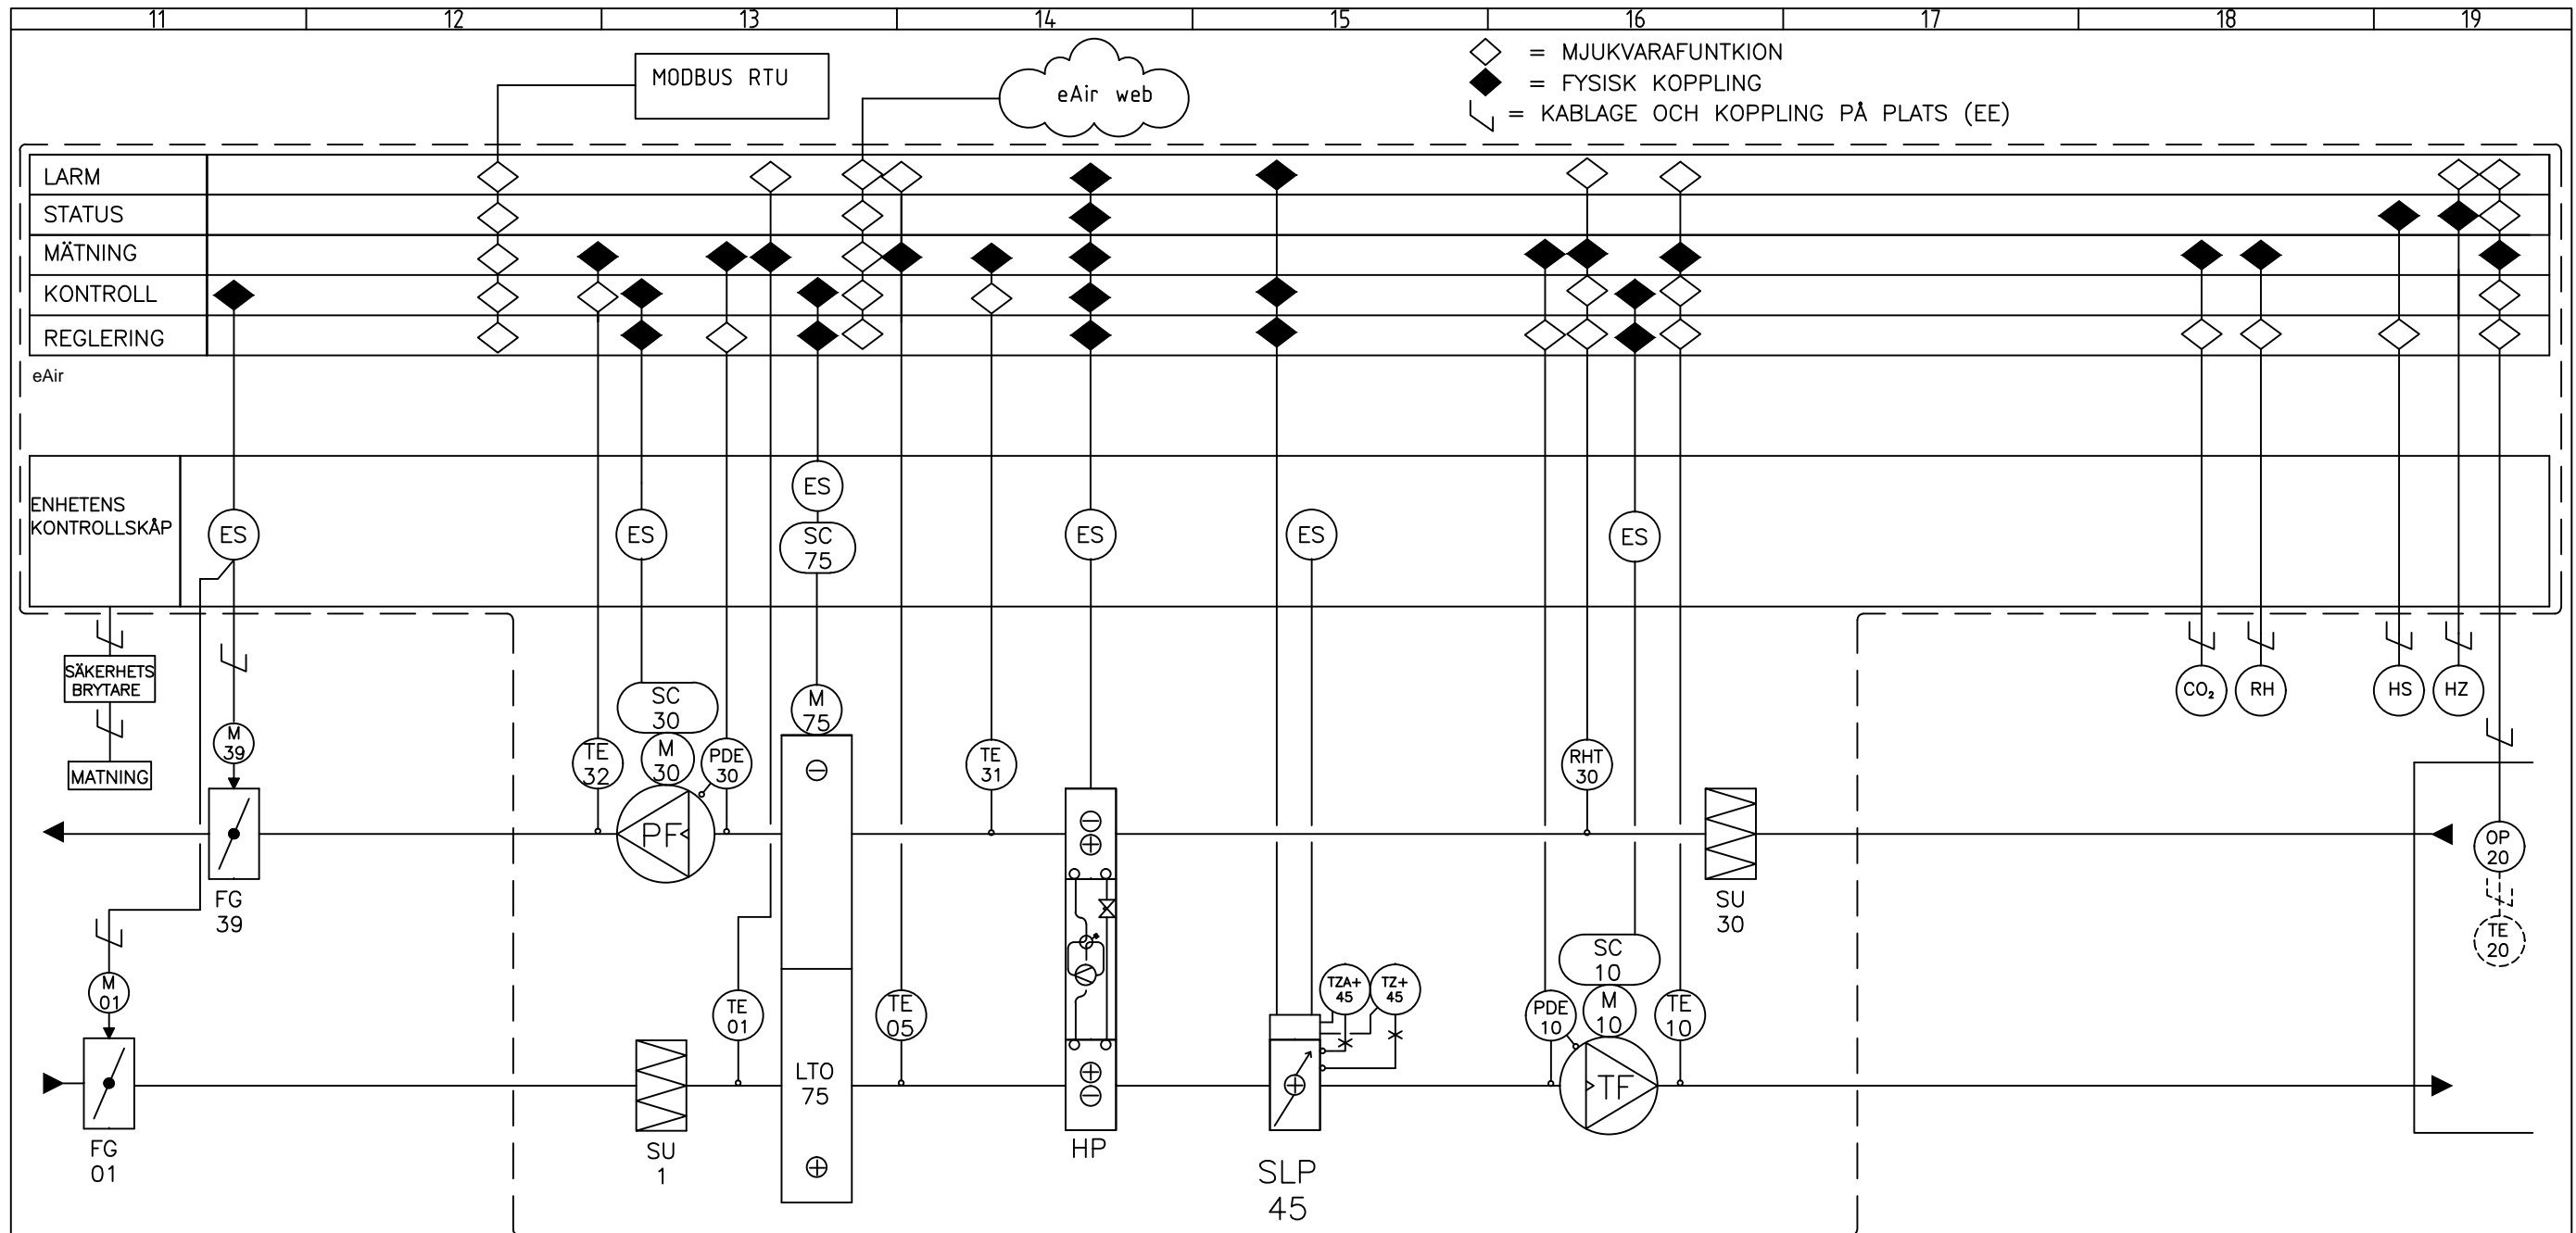 11 12 13 14 15 16 17 18 19
MODBUS RTU
eAir web
= MJUKVARAFUNTKION
= FYSISK KOPPLING
= KABLAGE OCH KOPPLING PÅ PLATS (EE)
LARM
STATUS
MÄTNING
KONTROLL
REGLERING
eAir
ENHETENS
KONTROLLSKÅP
ES
ES
ES
SC
75
ES
ES
ES
SÄKERHETS
BRYTARE
MATNING
M
39
TE
32
SC
30
M
30
PDE
30
M
75
TE
31
RHT
30
CO₂
RH
HS
HZ
PF
FG
39
SU
30
OP
20
TE
20
M
01
TE
01
TE
05
TZA+
45
TZ+
45
SC
10
PDE
10
M
10
TE
10
LTO
75
TF
FG
01
SU
1
HP
SLP
45